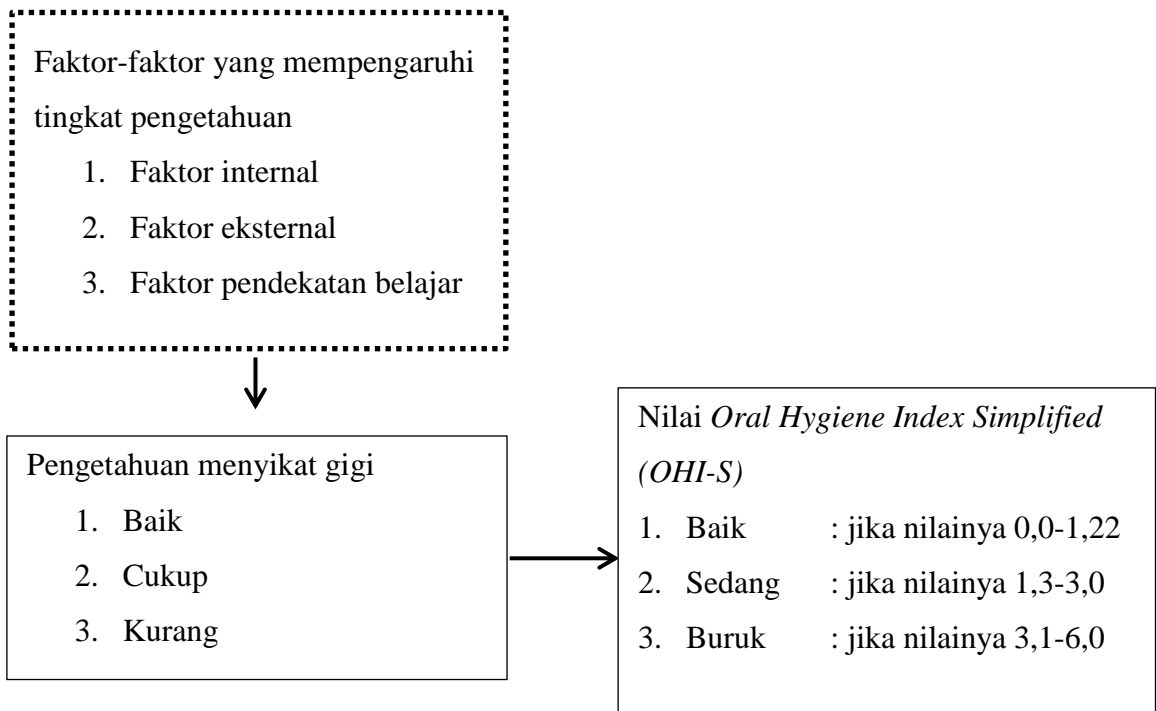 Faktor-faktor yang mempengaruhi
tingkat pengetahuan
1. Faktor internal
2. Faktor eksternal
3. Faktor pendekatan belajar
Pengetahuan menyikat gigi
1. Baik
2. Cukup
3. Kurang
Nilai Oral Hygiene Index Simplified
(OHI-S)
1. Baik : jika nilainya 0,0-1,22
2. Sedang : jika nilainya 1,3-3,0
3. Buruk : jika nilainya 3,1-6,0